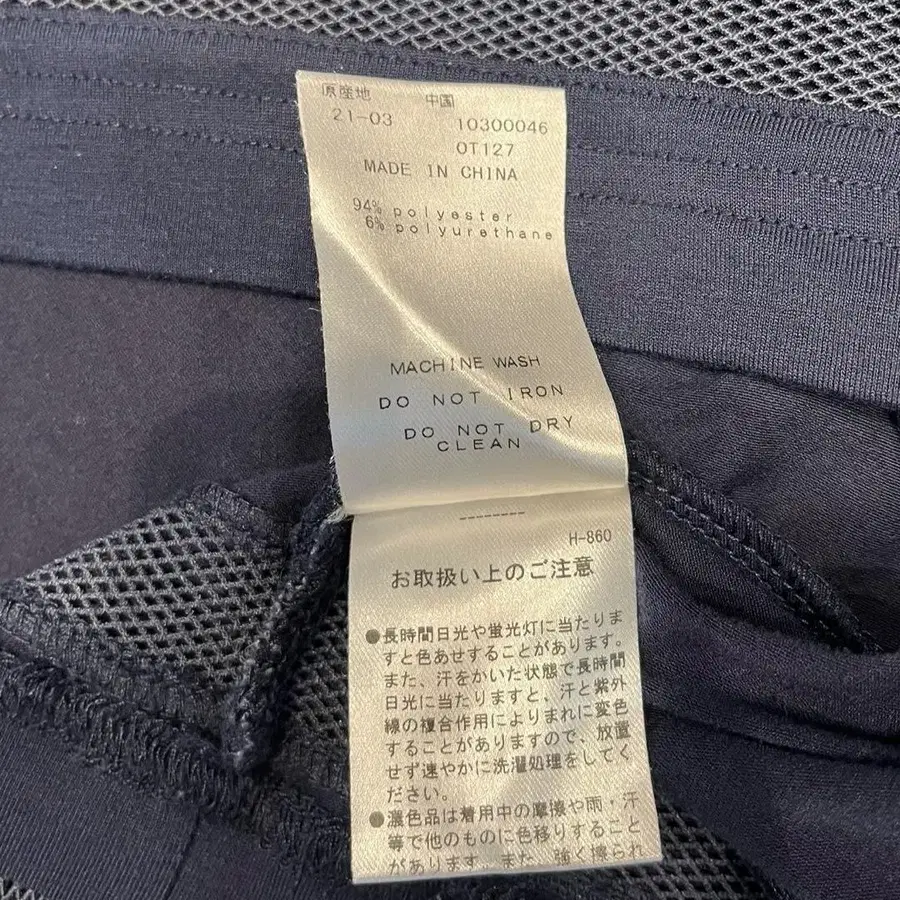 原産地 中国
21-03 10300046
OT127
MADE IN CHINA
94% polyester
6% polyurethane
MACHINE WASH
DO NOT IRON
DO NOT DRY
CLEAN
--------
H-860
お取扱い上のご注意
●長時間日光や蛍光灯に当たりま
すと色あせすることがあります。
また、汗をかいた状態で長時間
日光に当たりますと、汗と紫外
線の複合作用によりまれに変色
することがありますので、放置
せず速やかに洗濯処理をしてく
ださい。
●濃色品は着用中の摩擦や雨・汗
等で他のものに色移りすること
があります。また、強く擦られ